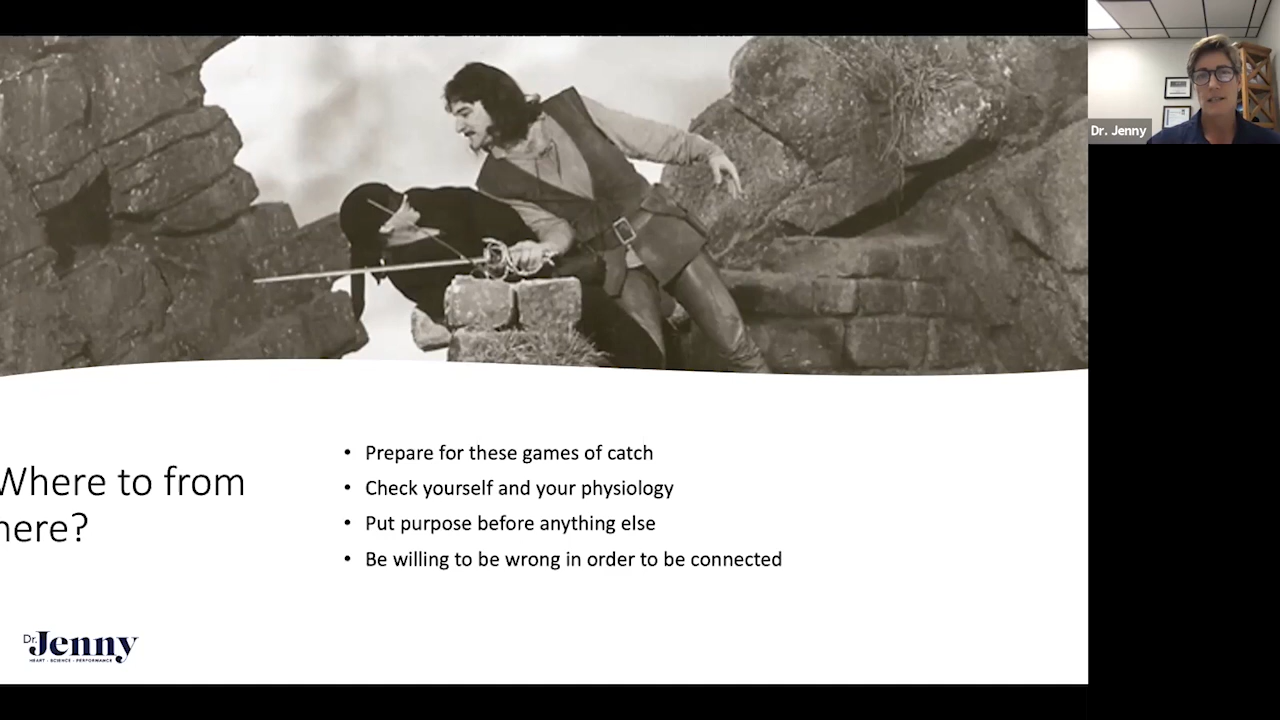 Dr. Jenny
Where to from
here?
• Prepare for these games of catch
• Check yourself and your physiology
• Put purpose before anything else
• Be willing to be wrong in order to be connected
Dr. Jenny
HEART · SCIENCE · PERFORMANCE